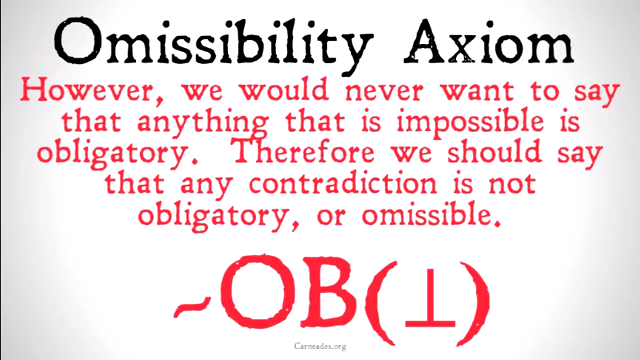 Omissibility Axiom
However, we would never want to say
that anything that is impossible is
obligatory.  Therefore we should say
that any contradiction is not
obligatory, or omissible.
~OB(⊥)
Carneades.org